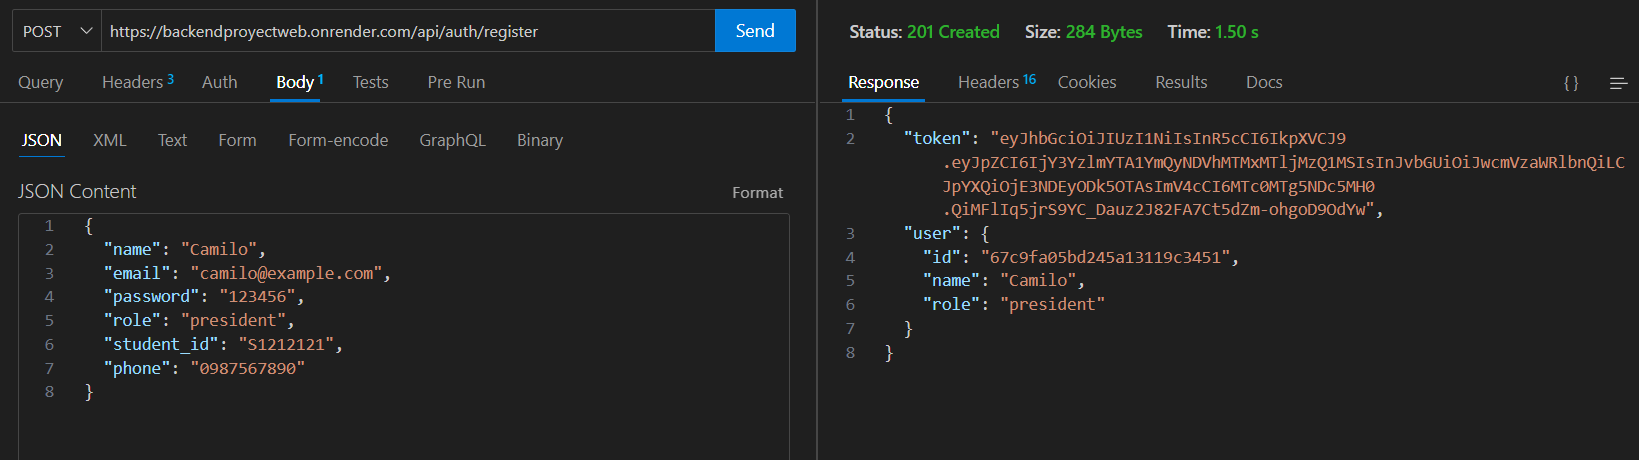 POST https://backendproyectweb.onrender.com/api/auth/register Send
Query Headers 3 Auth Body 1 Tests Pre Run
JSON XML Text Form Form-encode GraphQL Binary
JSON Content Format
1 {
2 "name": "Camilo",
3 "email": "camilo@example.com",
4 "password": "123456",
5 "role": "president",
6 "student_id": "S1212121",
7 "phone": "0987567890"
8 }
Status: 201 Created Size: 284 Bytes Time: 1.50 s
Response Headers 16 Cookies Results Docs { }
1 {
2 "token": "eyJhbGciOiJIUzI1NiIsInR5cCI6IkpXVCJ9
.eyJpZCI6IjY3YzlmYTA1YmQyNDVhMTMxMTljMzQ1MSIsInJvbGUiOiJwcmVzaWRlbnQiLC
JpYXQiOjE3NDEyODk5OTAsImV4cCI6MTc0MTg5NDc5MH0
.QiMFlIq5jrS9YC_Dauz2J82FA7Ct5dZm-ohgoD9OdYw",
3 "user": {
4 "id": "67c9fa05bd245a13119c3451",
5 "name": "Camilo",
6 "role": "president"
7 }
8 }